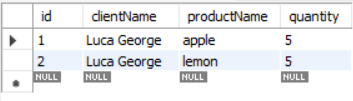 id clientName productName quantity
1 Luca George apple 5
2 Luca George lemon 5
NULL NULL NULL NULL